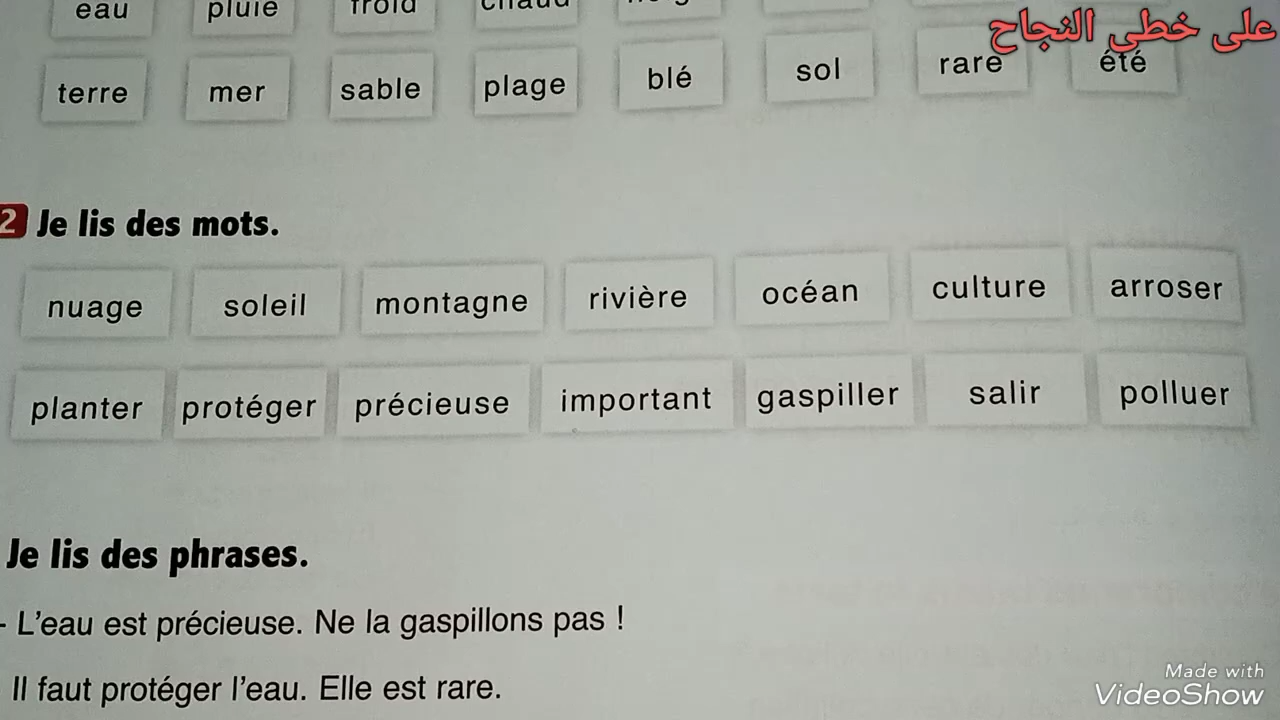 eau pluie froid chaud
على خطى النجاح
terre mer sable plage blé sol rare été
2 Je lis des mots.
nuage soleil montagne rivière océan culture arroser
planter protéger précieuse important gaspiller salir polluer
Je lis des phrases.
- L'eau est précieuse. Ne la gaspillons pas !
Il faut protéger l'eau. Elle est rare.
Made with
VideoShow